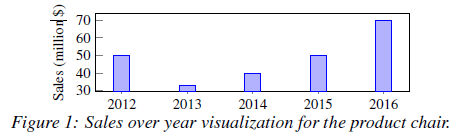 Sales (million $)
70
60
50
40
30
2012 2013 2014 2015 2016
Figure 1: Sales over year visualization for the product chair.